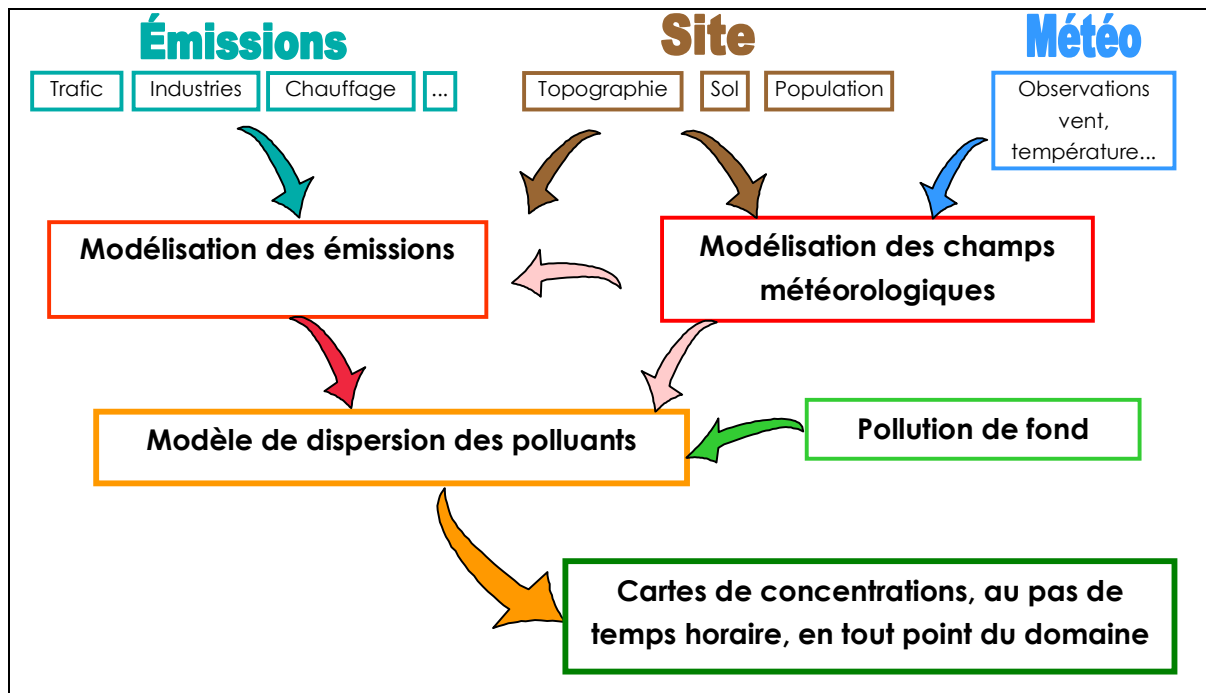 Émissions
Site
Météo
Trafic
Industries
Chauffage
...
Topographie
Sol
Population
Observations
vent,
température...
Modélisation des émissions
Modélisation des champs
météorologiques
Modèle de dispersion des polluants
Pollution de fond
Cartes de concentrations, au pas de
temps horaire, en tout point du domaine